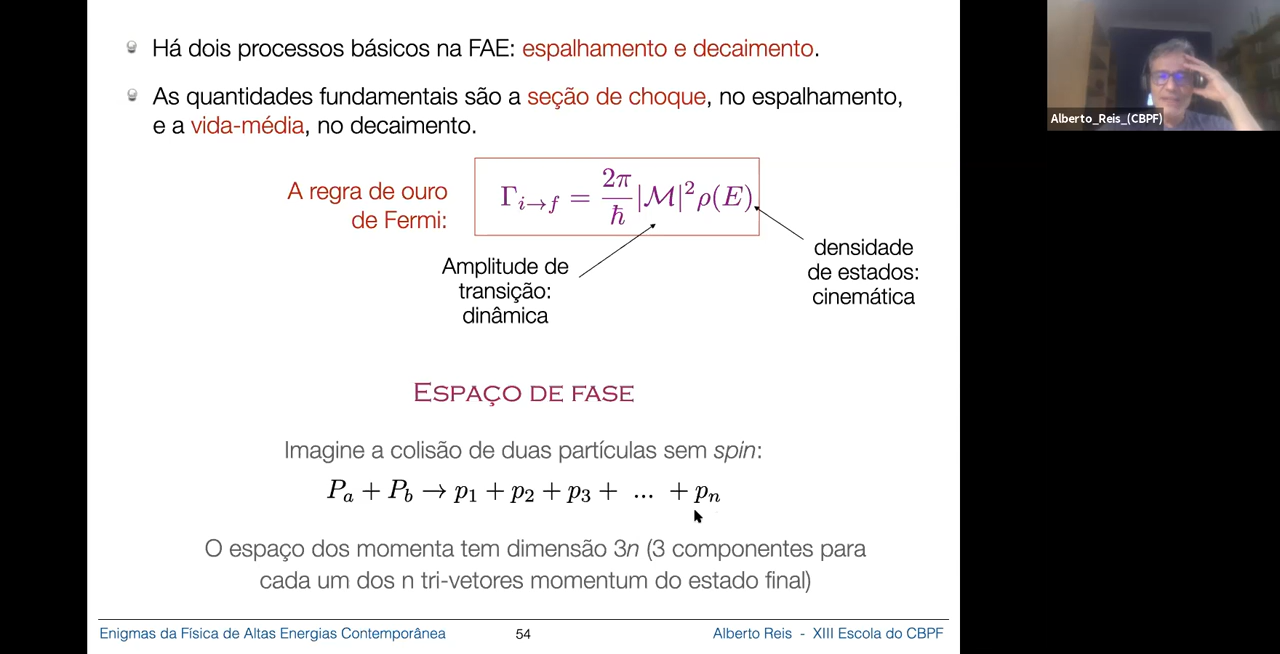 Há dois processos básicos na FAE: espalhamento e decaimento.
As quantidades fundamentais são a seção de choque, no espalhamento,
e a vida-média, no decaimento.
A regra de ouro
de Fermi:
Γ_{i→f} = \frac{2π}{ħ} |ℳ|² ρ(E)
Amplitude de
transição:
dinâmica
densidade
de estados:
cinemática
ESPAÇO DE FASE
Imagine a colisão de duas partículas sem spin:
P_a + P_b → p_1 + p_2 + p_3 + ... + p_n
O espaço dos momenta tem dimensão 3n (3 componentes para
cada um dos n tri-vetores momentum do estado final)
Enigmas da Física de Altas Energias Contemporânea
54
Alberto Reis - XIII Escola do CBPF
Alberto_Reis_(CBPF)